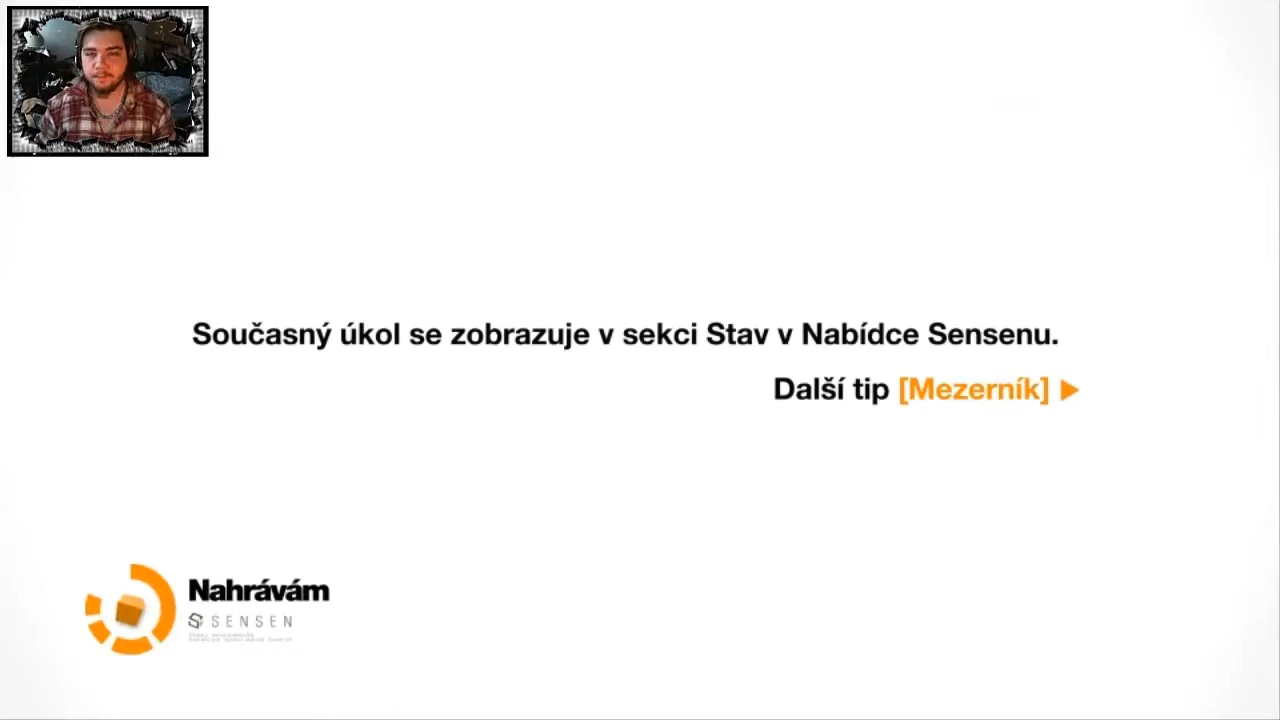 Současný úkol se zobrazuje v sekci Stav v Nabídce Sensenu.
Další tip [Mezerník]
Nahrávám
SENSEN